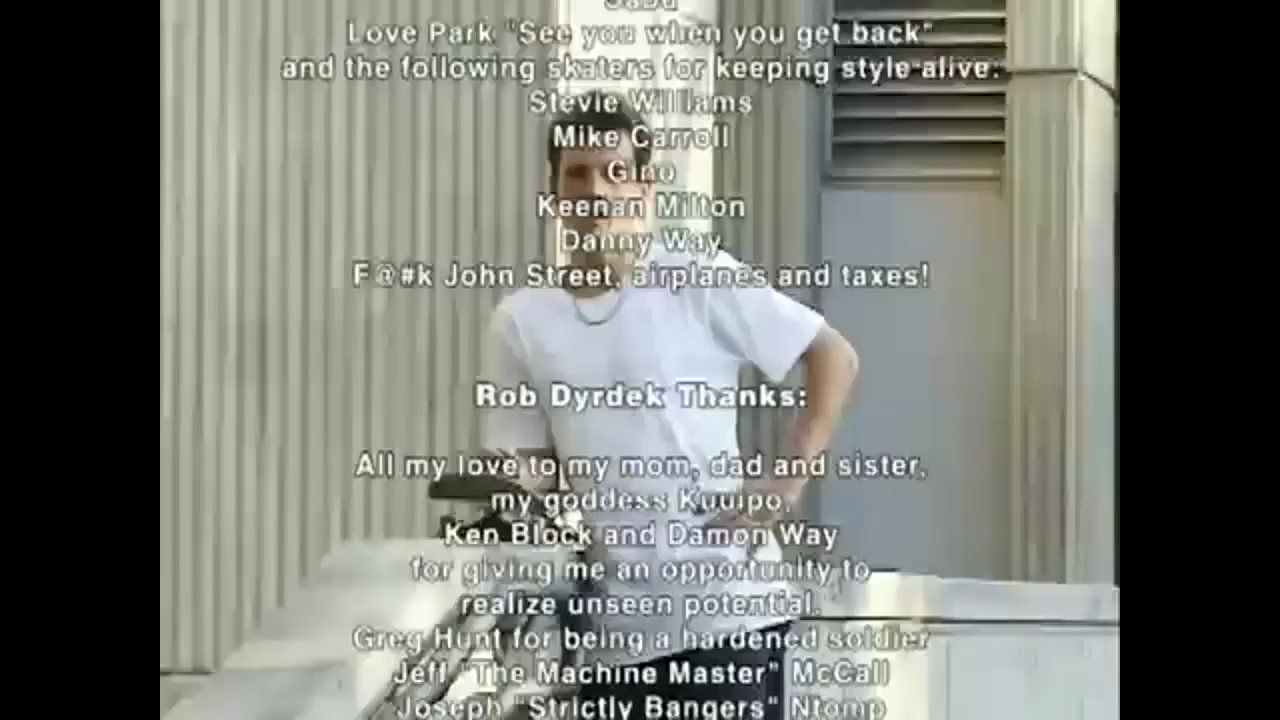 Love Park "See you when you get back"
and the following skaters for keeping style alive:
Stevie Williams
Mike Carroll
Gino
Keenan Milton
Danny Way
F@#k John Street, airplanes and taxes!
Rob Dyrdek Thanks:
All my love to my mom, dad and sister,
my goddess Kuuipo,
Ken Block and Damon Way
for giving me an opportunity to
realize unseen potential.
Greg Hunt for being a hardened soldier
Jeff "The Machine Master" McCall
Joseph "Strictly Bangers" Ntomp